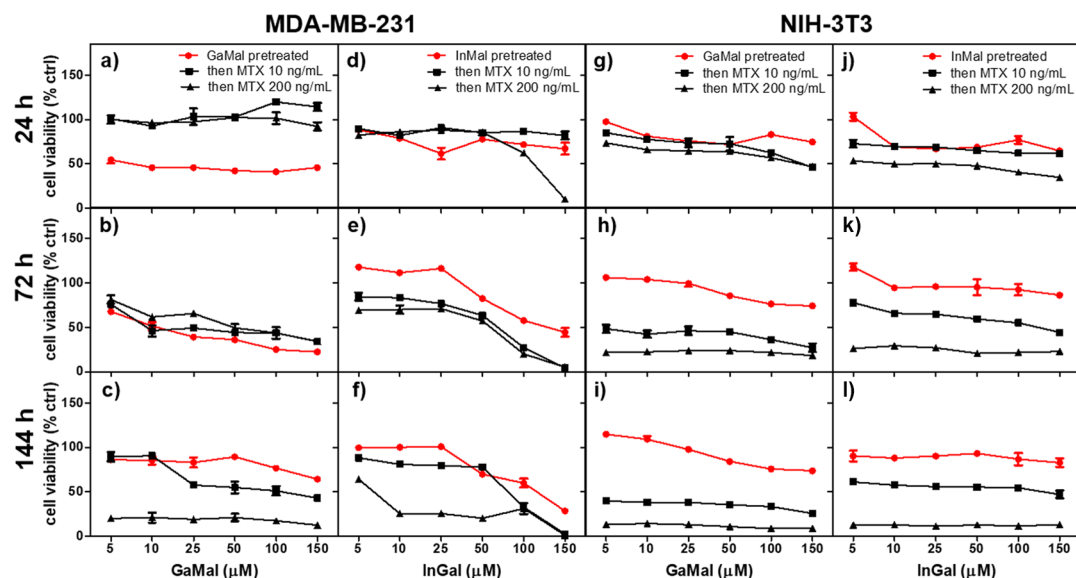 MDA-MB-231 NIH-3T3
24 h
cell viability (% ctrl)
150
100
50
0
a)
GaMal pretreated
then MTX 10 ng/mL
then MTX 200 ng/mL
d)
InMal pretreated
then MTX 10 ng/mL
then MTX 200 ng/mL
g)
GaMal pretreated
then MTX 10 ng/mL
then MTX 200 ng/mL
j)
InMal pretreated
then MTX 10 ng/mL
then MTX 200 ng/mL
72 h
cell viability (% ctrl)
150
100
50
0
b)
e)
h)
k)
144 h
cell viability (% ctrl)
150
100
50
0
c)
f)
i)
l)
5 10 25 50 100 150 5 10 25 50 100 150 5 10 25 50 100 150 5 10 25 50 100 150
GaMal (μM) InGal (μM) GaMal (μM) InGal (μM)